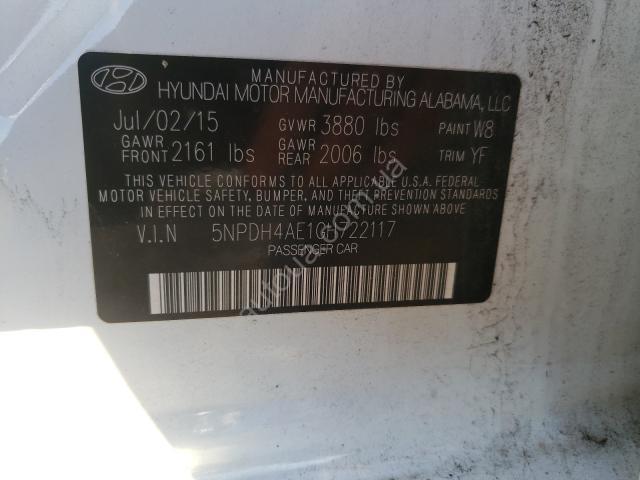 MANUFACTURED BY
HYUNDAI MOTOR MANUFACTURING ALABAMA, LLC
Jul/02/15 GVWR 3880 lbs PAINT W8
GAWR FRONT 2161 lbs GAWR REAR 2006 lbs TRIM YF
THIS VEHICLE CONFORMS TO ALL APPLICABLE U.S.A. FEDERAL
MOTOR VEHICLE SAFETY, BUMPER, AND THEFT PREVENTION STANDARDS
IN EFFECT ON THE DATE OF MANUFACTURE SHOWN ABOVE.
V.I.N
PASSENGER CAR